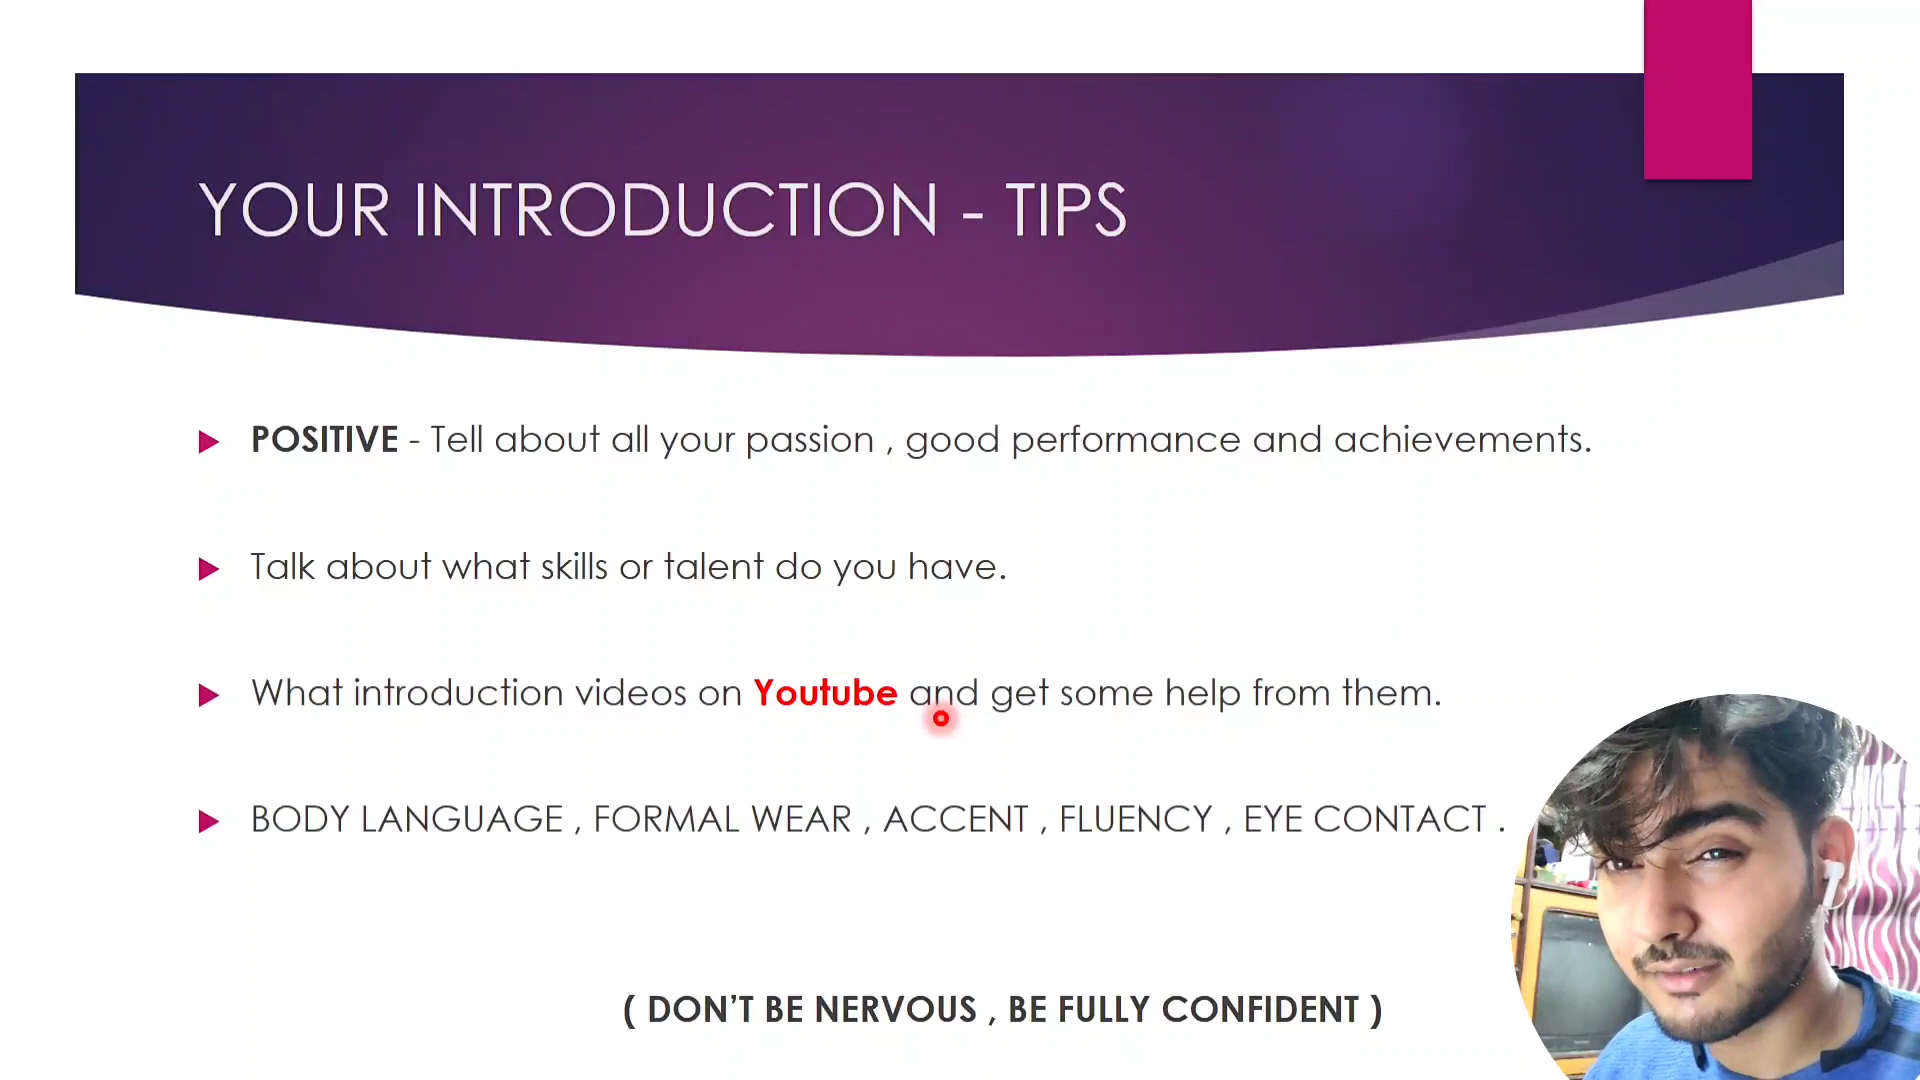 YOUR INTRODUCTION - TIPS
POSITIVE - Tell about all your passion , good performance and achievements.
Talk about what skills or talent do you have.
What introduction videos on Youtube and get some help from them.
BODY LANGUAGE , FORMAL WEAR , ACCENT , FLUENCY , EYE CONTACT .
( DON’T BE NERVOUS , BE FULLY CONFIDENT )